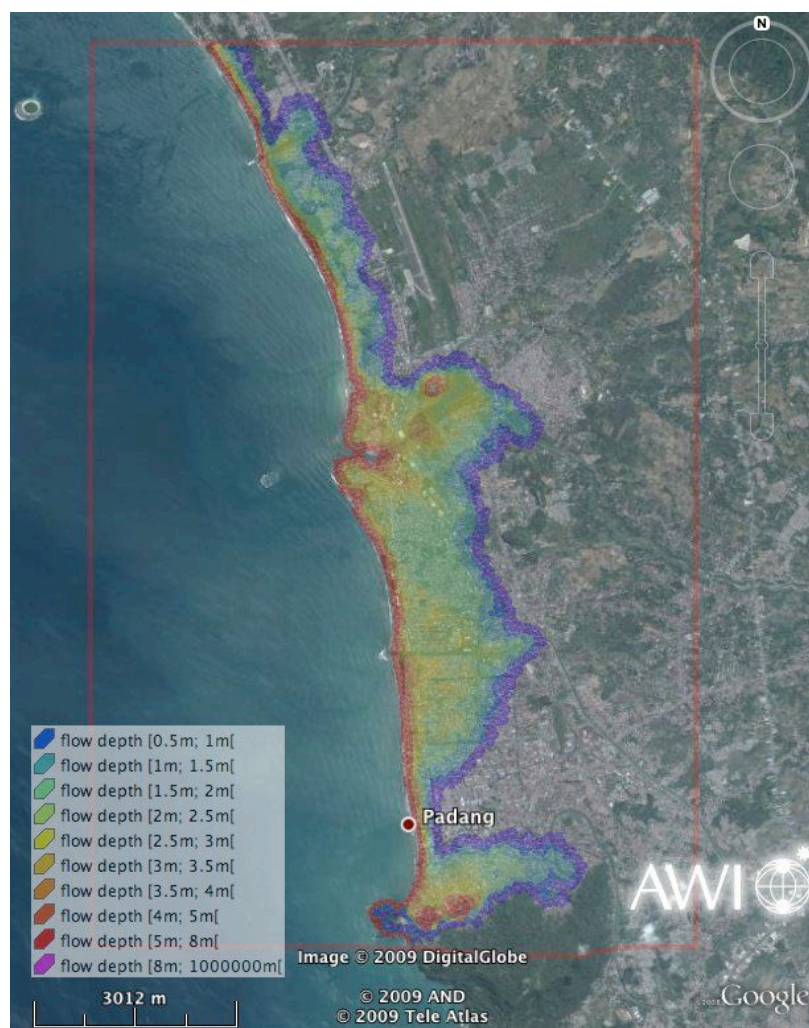 N
flow depth [0.5m; 1m[
flow depth [1m; 1.5m[
flow depth [1.5m; 2m[
flow depth [2m; 2.5m[
flow depth [2.5m; 3m[
flow depth [3m; 3.5m[
flow depth [3.5m; 4m[
flow depth [4m; 5m[
flow depth [5m; 8m[
flow depth [8m; 1000000m[
Padang
AWI
Image © 2009 DigitalGlobe
3012 m
© 2009 AND
© 2009 Tele Atlas
Google